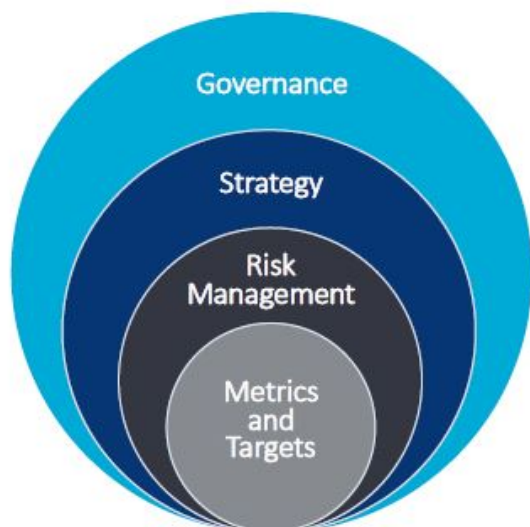 Governance
Strategy
Risk
Management
Metrics
and
Targets